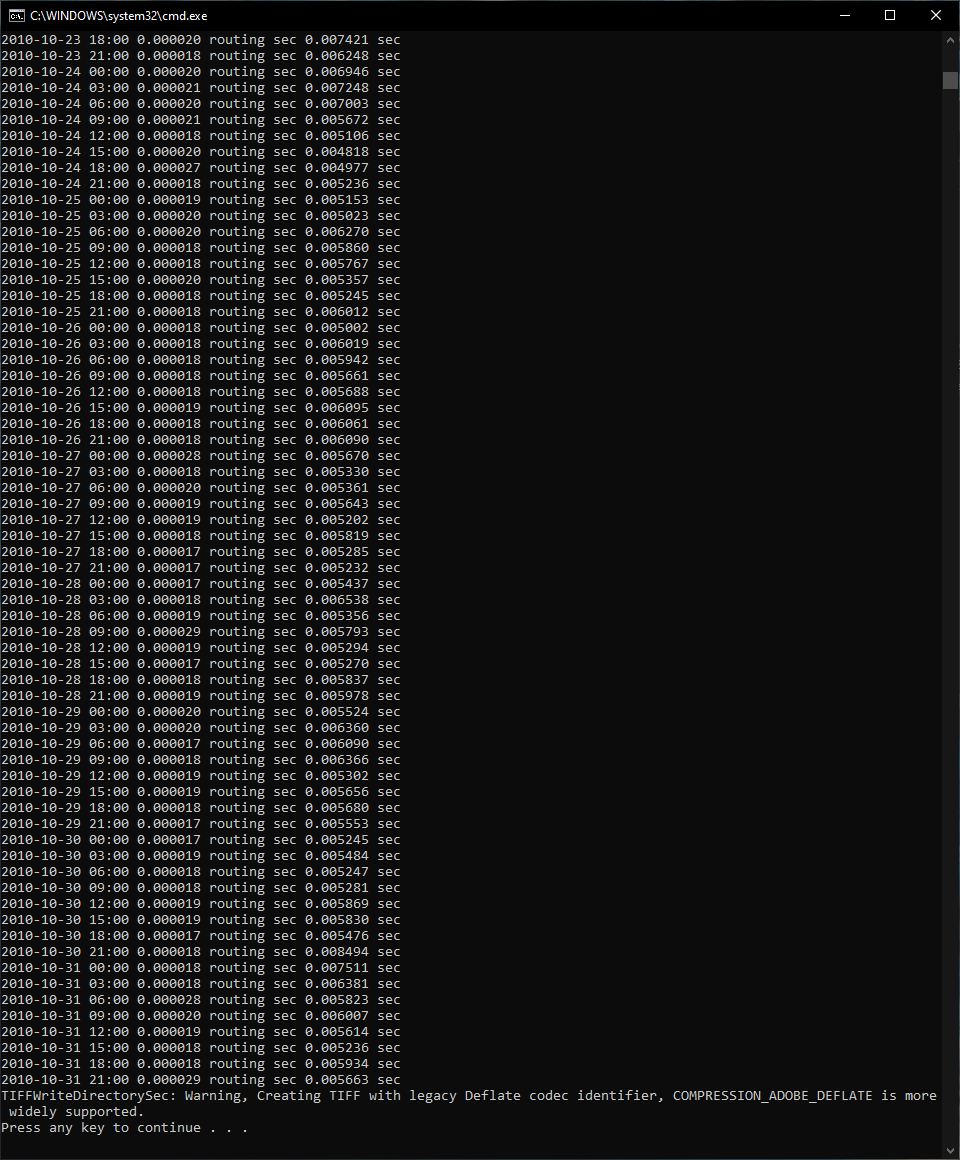 C:\WINDOWS\system32\cmd.exe
2010-10-23 18:00 0.000020 routing sec 0.007421 sec
2010-10-23 21:00 0.000018 routing sec 0.006248 sec
2010-10-24 00:00 0.000020 routing sec 0.006946 sec
2010-10-24 03:00 0.000021 routing sec 0.007248 sec
2010-10-24 06:00 0.000020 routing sec 0.007003 sec
2010-10-24 09:00 0.000021 routing sec 0.005672 sec
2010-10-24 12:00 0.000018 routing sec 0.005106 sec
2010-10-24 15:00 0.000020 routing sec 0.004818 sec
2010-10-24 18:00 0.000027 routing sec 0.004977 sec
2010-10-24 21:00 0.000018 routing sec 0.005236 sec
2010-10-25 00:00 0.000019 routing sec 0.005153 sec
2010-10-25 03:00 0.000020 routing sec 0.005023 sec
2010-10-25 06:00 0.000020 routing sec 0.006270 sec
2010-10-25 09:00 0.000018 routing sec 0.005860 sec
2010-10-25 12:00 0.000018 routing sec 0.005767 sec
2010-10-25 15:00 0.000020 routing sec 0.005357 sec
2010-10-25 18:00 0.000018 routing sec 0.005245 sec
2010-10-25 21:00 0.000018 routing sec 0.006012 sec
2010-10-26 00:00 0.000018 routing sec 0.005002 sec
2010-10-26 03:00 0.000018 routing sec 0.006019 sec
2010-10-26 06:00 0.000018 routing sec 0.005942 sec
2010-10-26 09:00 0.000018 routing sec 0.005661 sec
2010-10-26 12:00 0.000018 routing sec 0.005688 sec
2010-10-26 15:00 0.000019 routing sec 0.006095 sec
2010-10-26 18:00 0.000018 routing sec 0.006061 sec
2010-10-26 21:00 0.000018 routing sec 0.006090 sec
2010-10-27 00:00 0.000028 routing sec 0.005670 sec
2010-10-27 03:00 0.000018 routing sec 0.005330 sec
2010-10-27 06:00 0.000020 routing sec 0.005361 sec
2010-10-27 09:00 0.000019 routing sec 0.005643 sec
2010-10-27 12:00 0.000019 routing sec 0.005202 sec
2010-10-27 15:00 0.000018 routing sec 0.005819 sec
2010-10-27 18:00 0.000017 routing sec 0.005285 sec
2010-10-27 21:00 0.000017 routing sec 0.005232 sec
2010-10-28 00:00 0.000017 routing sec 0.005437 sec
2010-10-28 03:00 0.000018 routing sec 0.006538 sec
2010-10-28 06:00 0.000019 routing sec 0.005356 sec
2010-10-28 09:00 0.000029 routing sec 0.005793 sec
2010-10-28 12:00 0.000019 routing sec 0.005294 sec
2010-10-28 15:00 0.000017 routing sec 0.005270 sec
2010-10-28 18:00 0.000018 routing sec 0.005837 sec
2010-10-28 21:00 0.000019 routing sec 0.005978 sec
2010-10-29 00:00 0.000020 routing sec 0.005524 sec
2010-10-29 03:00 0.000020 routing sec 0.006360 sec
2010-10-29 06:00 0.000017 routing sec 0.006090 sec
2010-10-29 09:00 0.000018 routing sec 0.006366 sec
2010-10-29 12:00 0.000019 routing sec 0.005302 sec
2010-10-29 15:00 0.000019 routing sec 0.005656 sec
2010-10-29 18:00 0.000018 routing sec 0.005680 sec
2010-10-29 21:00 0.000017 routing sec 0.005553 sec
2010-10-30 00:00 0.000017 routing sec 0.005245 sec
2010-10-30 03:00 0.000019 routing sec 0.005484 sec
2010-10-30 06:00 0.000018 routing sec 0.005247 sec
2010-10-30 09:00 0.000018 routing sec 0.005281 sec
2010-10-30 12:00 0.000019 routing sec 0.005869 sec
2010-10-30 15:00 0.000019 routing sec 0.005830 sec
2010-10-30 18:00 0.000017 routing sec 0.005476 sec
2010-10-30 21:00 0.000018 routing sec 0.008494 sec
2010-10-31 00:00 0.000018 routing sec 0.007511 sec
2010-10-31 03:00 0.000018 routing sec 0.006381 sec
2010-10-31 06:00 0.000028 routing sec 0.005823 sec
2010-10-31 09:00 0.000020 routing sec 0.006007 sec
2010-10-31 12:00 0.000019 routing sec 0.005614 sec
2010-10-31 15:00 0.000018 routing sec 0.005236 sec
2010-10-31 18:00 0.000018 routing sec 0.005934 sec
2010-10-31 21:00 0.000029 routing sec 0.005663 sec
TIFFWriteDirectorySec: Warning, Creating TIFF with legacy Deflate codec identifier, COMPRESSION_ADOBE_DEFLATE is more
widely supported.
Press any key to continue . . .